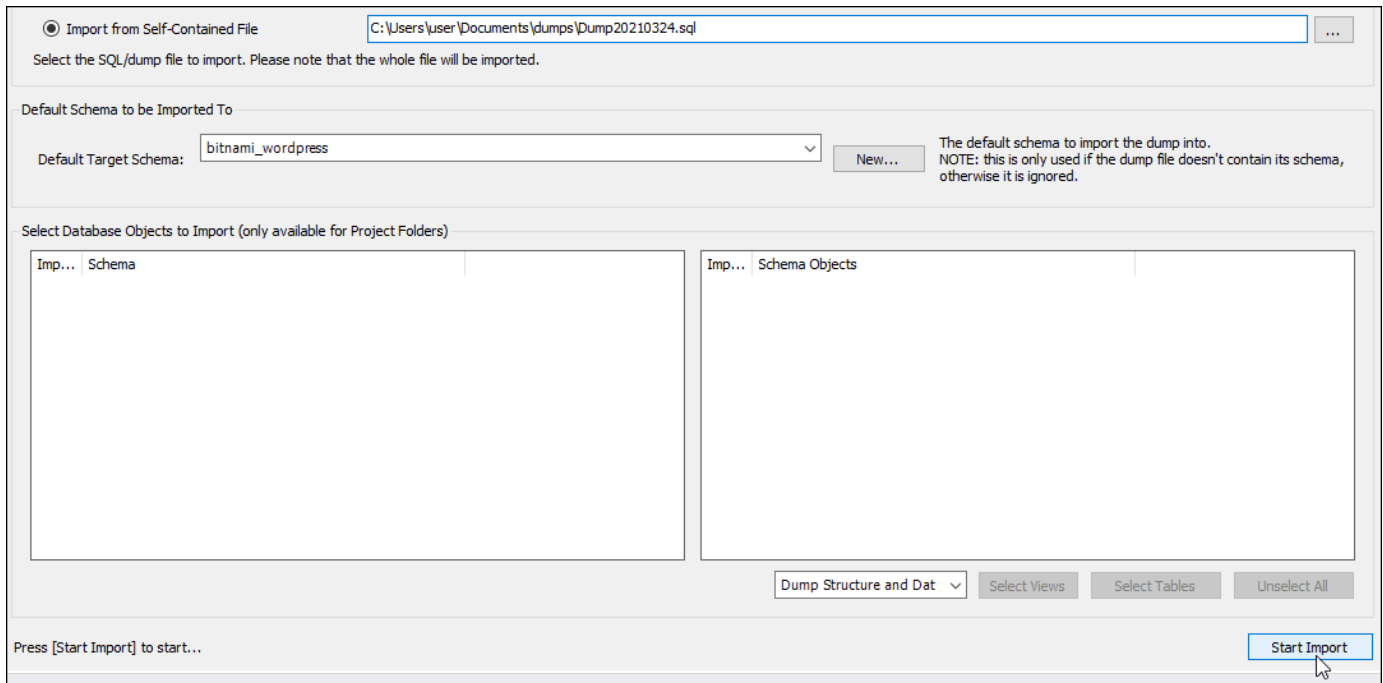 Import from Self-Contained File
C:\Users\user\Documents\dumps\Dump20210324.sql
...
Select the SQL/dump file to import. Please note that the whole file will be imported.
Default Schema to be Imported To
Default Target Schema:
bitnami_wordpress
New...
The default schema to import the dump into.
NOTE: this is only used if the dump file doesn't contain its schema,
otherwise it is ignored.
Select Database Objects to Import (only available for Project Folders)
Imp... Schema
Imp... Schema Objects
Dump Structure and Dat
Select Views
Select Tables
Unselect All
Press [Start Import] to start...
Start Import